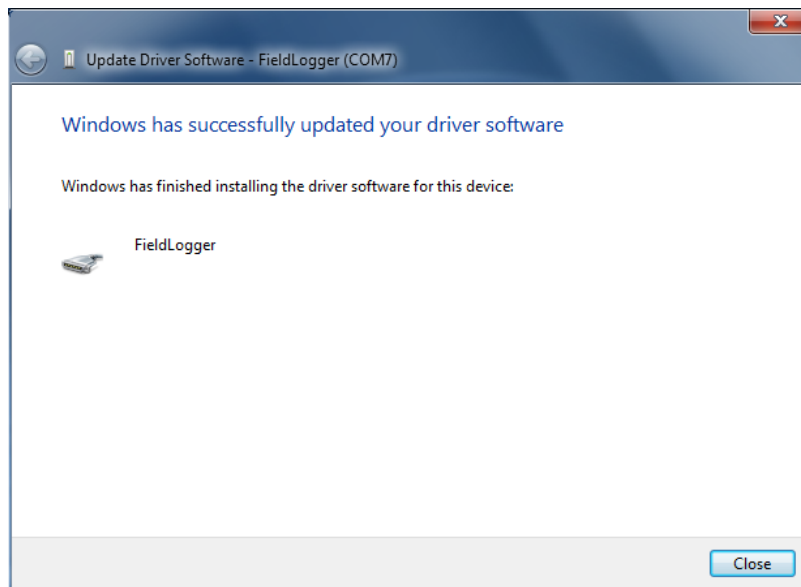 Update Driver Software - FieldLogger (COM7)
Windows has successfully updated your driver software
Windows has finished installing the driver software for this device:
FieldLogger
Close